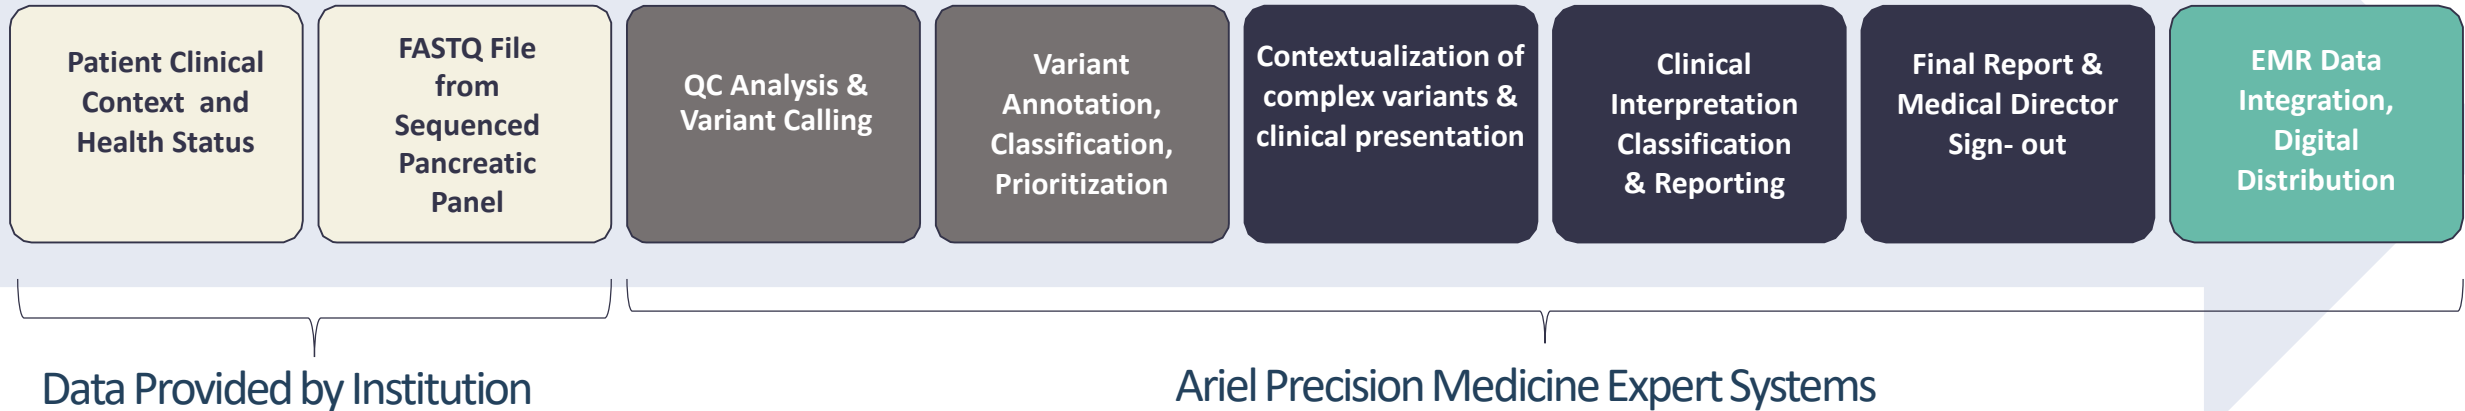 Patient Clinical
Context and
Health Status
FASTQ File
from
Sequenced
Pancreatic
Panel
QC Analysis &
Variant Calling
Variant
Annotation,
Classification,
Prioritization
Contextualization of
complex variants &
clinical presentation
Clinical
Interpretation
Classification
& Reporting
Final Report &
Medical Director
Sign- out
EMR Data
Integration,
Digital
Distribution
Data Provided by Institution
Ariel Precision Medicine Expert Systems